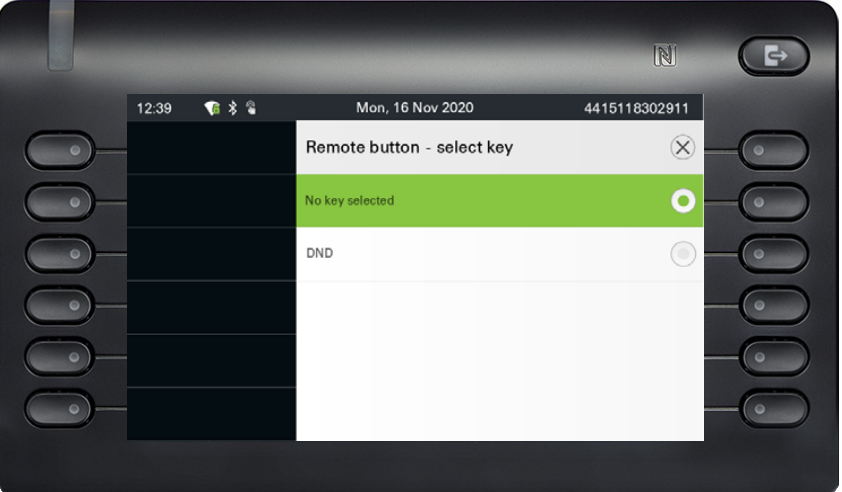 12:39 Mon, 16 Nov 2020 4415118302911
Remote button - select key
No key selected
DND